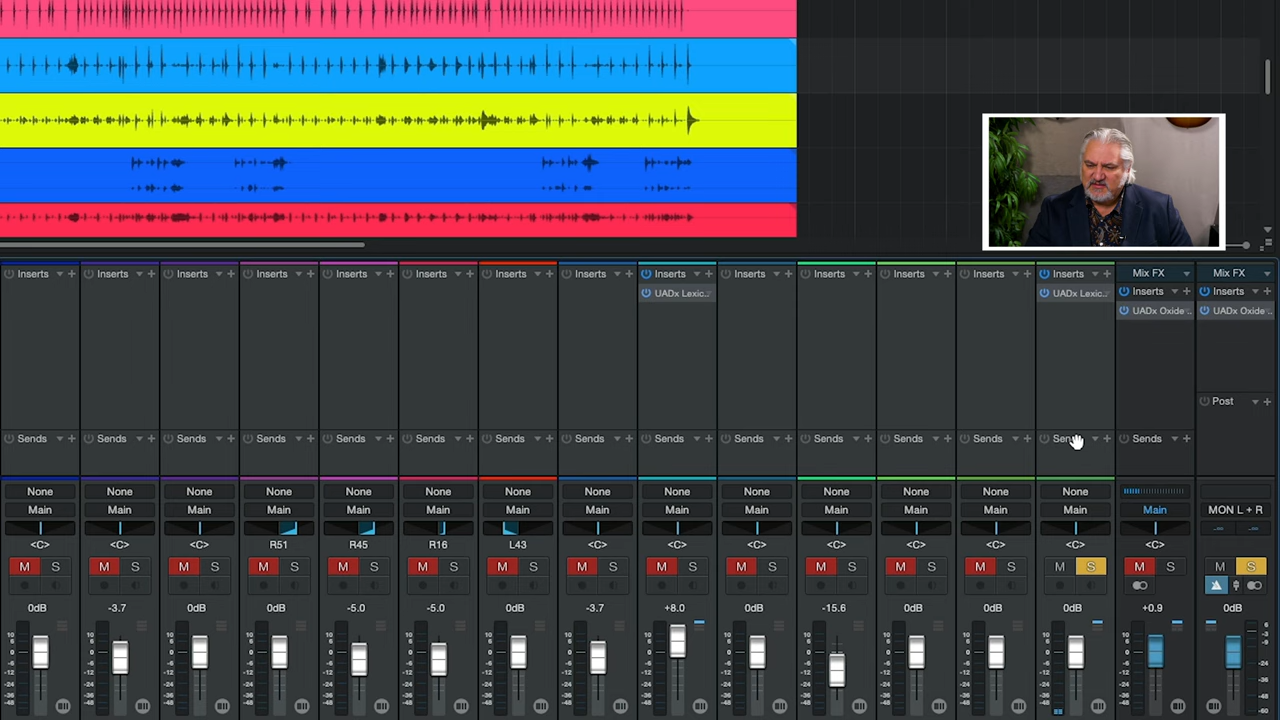 Inserts Inserts Inserts Inserts Inserts Inserts Inserts Inserts Inserts Inserts Inserts Inserts Inserts Inserts Mix FX Mix FX
Inserts Inserts
UADx Lexic... UADx Lexic...
UADx Oxide... UADx Oxide...
Post
Sends Sends Sends Sends Sends Sends Sends Sends Sends Sends Sends Sends Sends Sends
None None None None None None None None None None None None None None
Main Main Main Main Main Main Main Main Main Main Main Main Main Main Main MON L + R
<C> <C> <C> R51 R45 R16 L43 <C> <C> <C> <C> <C> <C> <C> <C>
M S M S M S M S M S M S M S M S M S M S M S M S M S M S M S M S
0dB -3.7 0dB 0dB -5.0 -5.0 0dB -3.7 +8.0 0dB -15.6 0dB 0dB 0dB +0.9 0dB